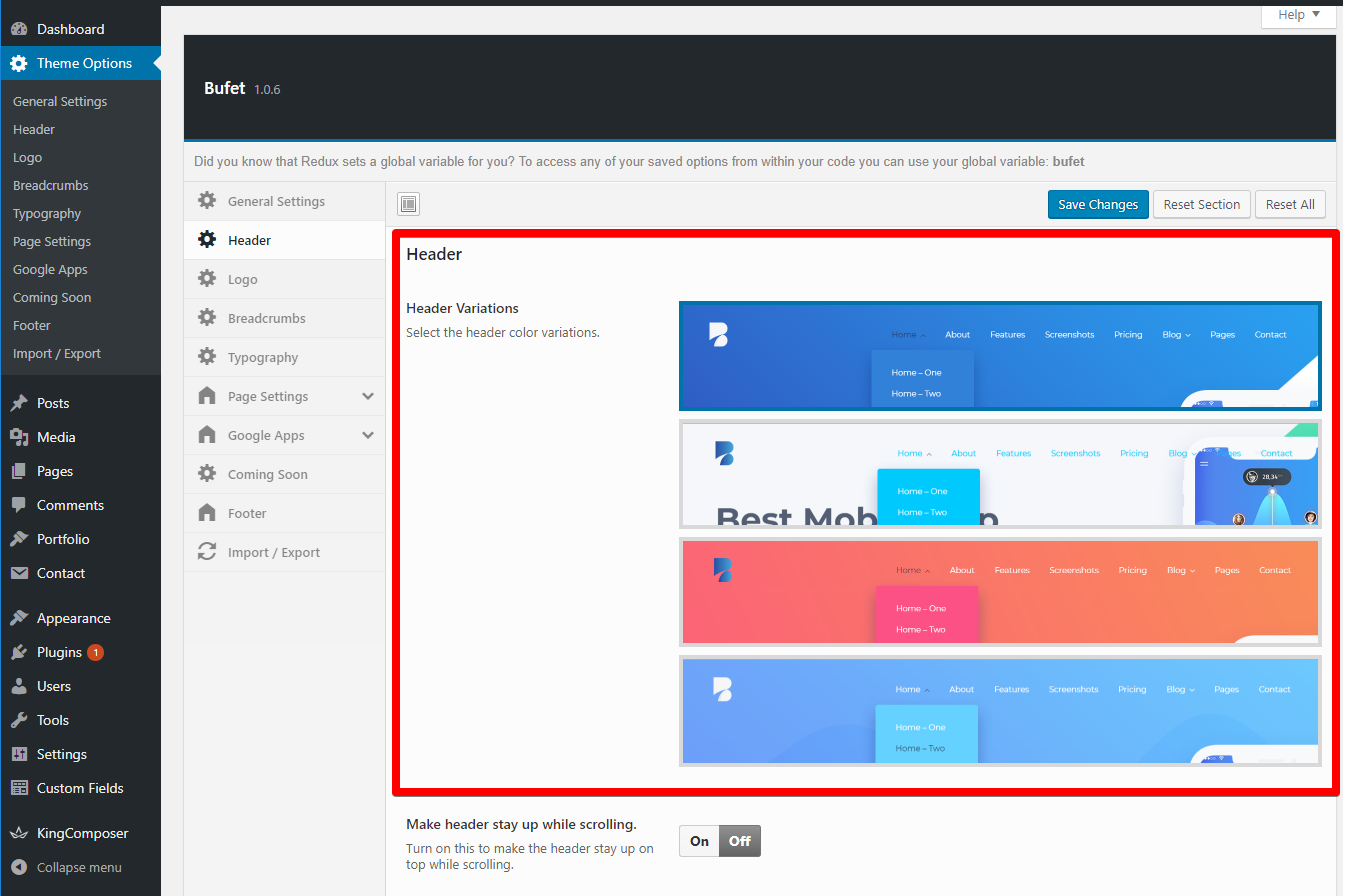 Dashboard
Theme Options
General Settings
Header
Logo
Breadcrumbs
Typography
Page Settings
Google Apps
Coming Soon
Footer
Import / Export
Posts
Media
Pages
Comments
Portfolio
Contact
Appearance
Plugins 1
Users
Tools
Settings
Custom Fields
KingComposer
Collapse menu
Help
Bufet 1.0.6
Did you know that Redux sets a global variable for you? To access any of your saved options from within your code you can use your global variable: bufet
General Settings
Header
Logo
Breadcrumbs
Typography
Page Settings
Google Apps
Coming Soon
Footer
Import / Export
Save Changes Reset Section Reset All
Header
Header Variations
Select the header color variations.
Home About Features Screenshots Pricing Blog Pages Contact
Home – One
Home – Two
Home About Features Screenshots Pricing Blog Contact
Home – One
Home – Two
Best Mob
28,34
Home About Features Screenshots Pricing Blog Pages Contact
Home – One
Home – Two
Home About Features Screenshots Pricing Blog Pages Contact
Home – One
Home – Two
Make header stay up while scrolling.
Turn on this to make the header stay up on
top while scrolling.
On Off